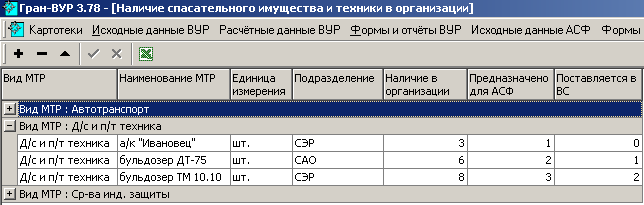 Гран-ВУР 3.78 - [Наличие спасательного имущества и техники в организации]
Картотеки Исходные данные ВУР Расчётные данные ВУР Формы и отчёты ВУР Исходные данные АСФ Формы
Вид МТР Наименование МТР Единица измерения Подразделение Наличие в организации Предназначено для АСФ Поставляется в ВС
Вид МТР : Автотранспорт
Вид МТР : Д/с и п/т техника
Д/с и п/т техника а/к "Ивановец" шт. СЭР 3 1 0
Д/с и п/т техника бульдозер ДТ-75 шт. САО 6 2 1
Д/с и п/т техника бульдозер ТМ 10.10 шт. СЭР 8 3 2
Вид МТР : Ср-ва инд. защиты